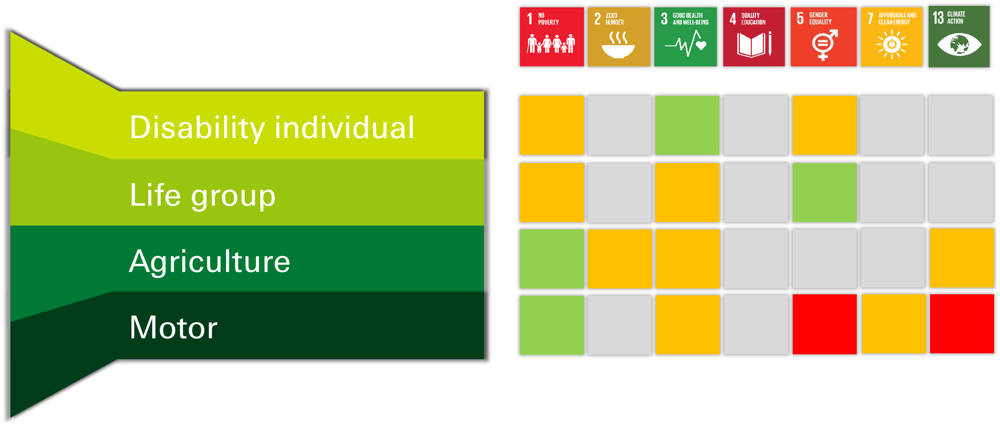 1 NO
POVERTY
2 ZERO
HUNGER
3 GOOD HEALTH
AND WELL-BEING
4 QUALITY
EDUCATION
5 GENDER
EQUALITY
7 AFFORDABLE AND
CLEAN ENERGY
13 CLIMATE
ACTION
Disability individual
Life group
Agriculture
Motor